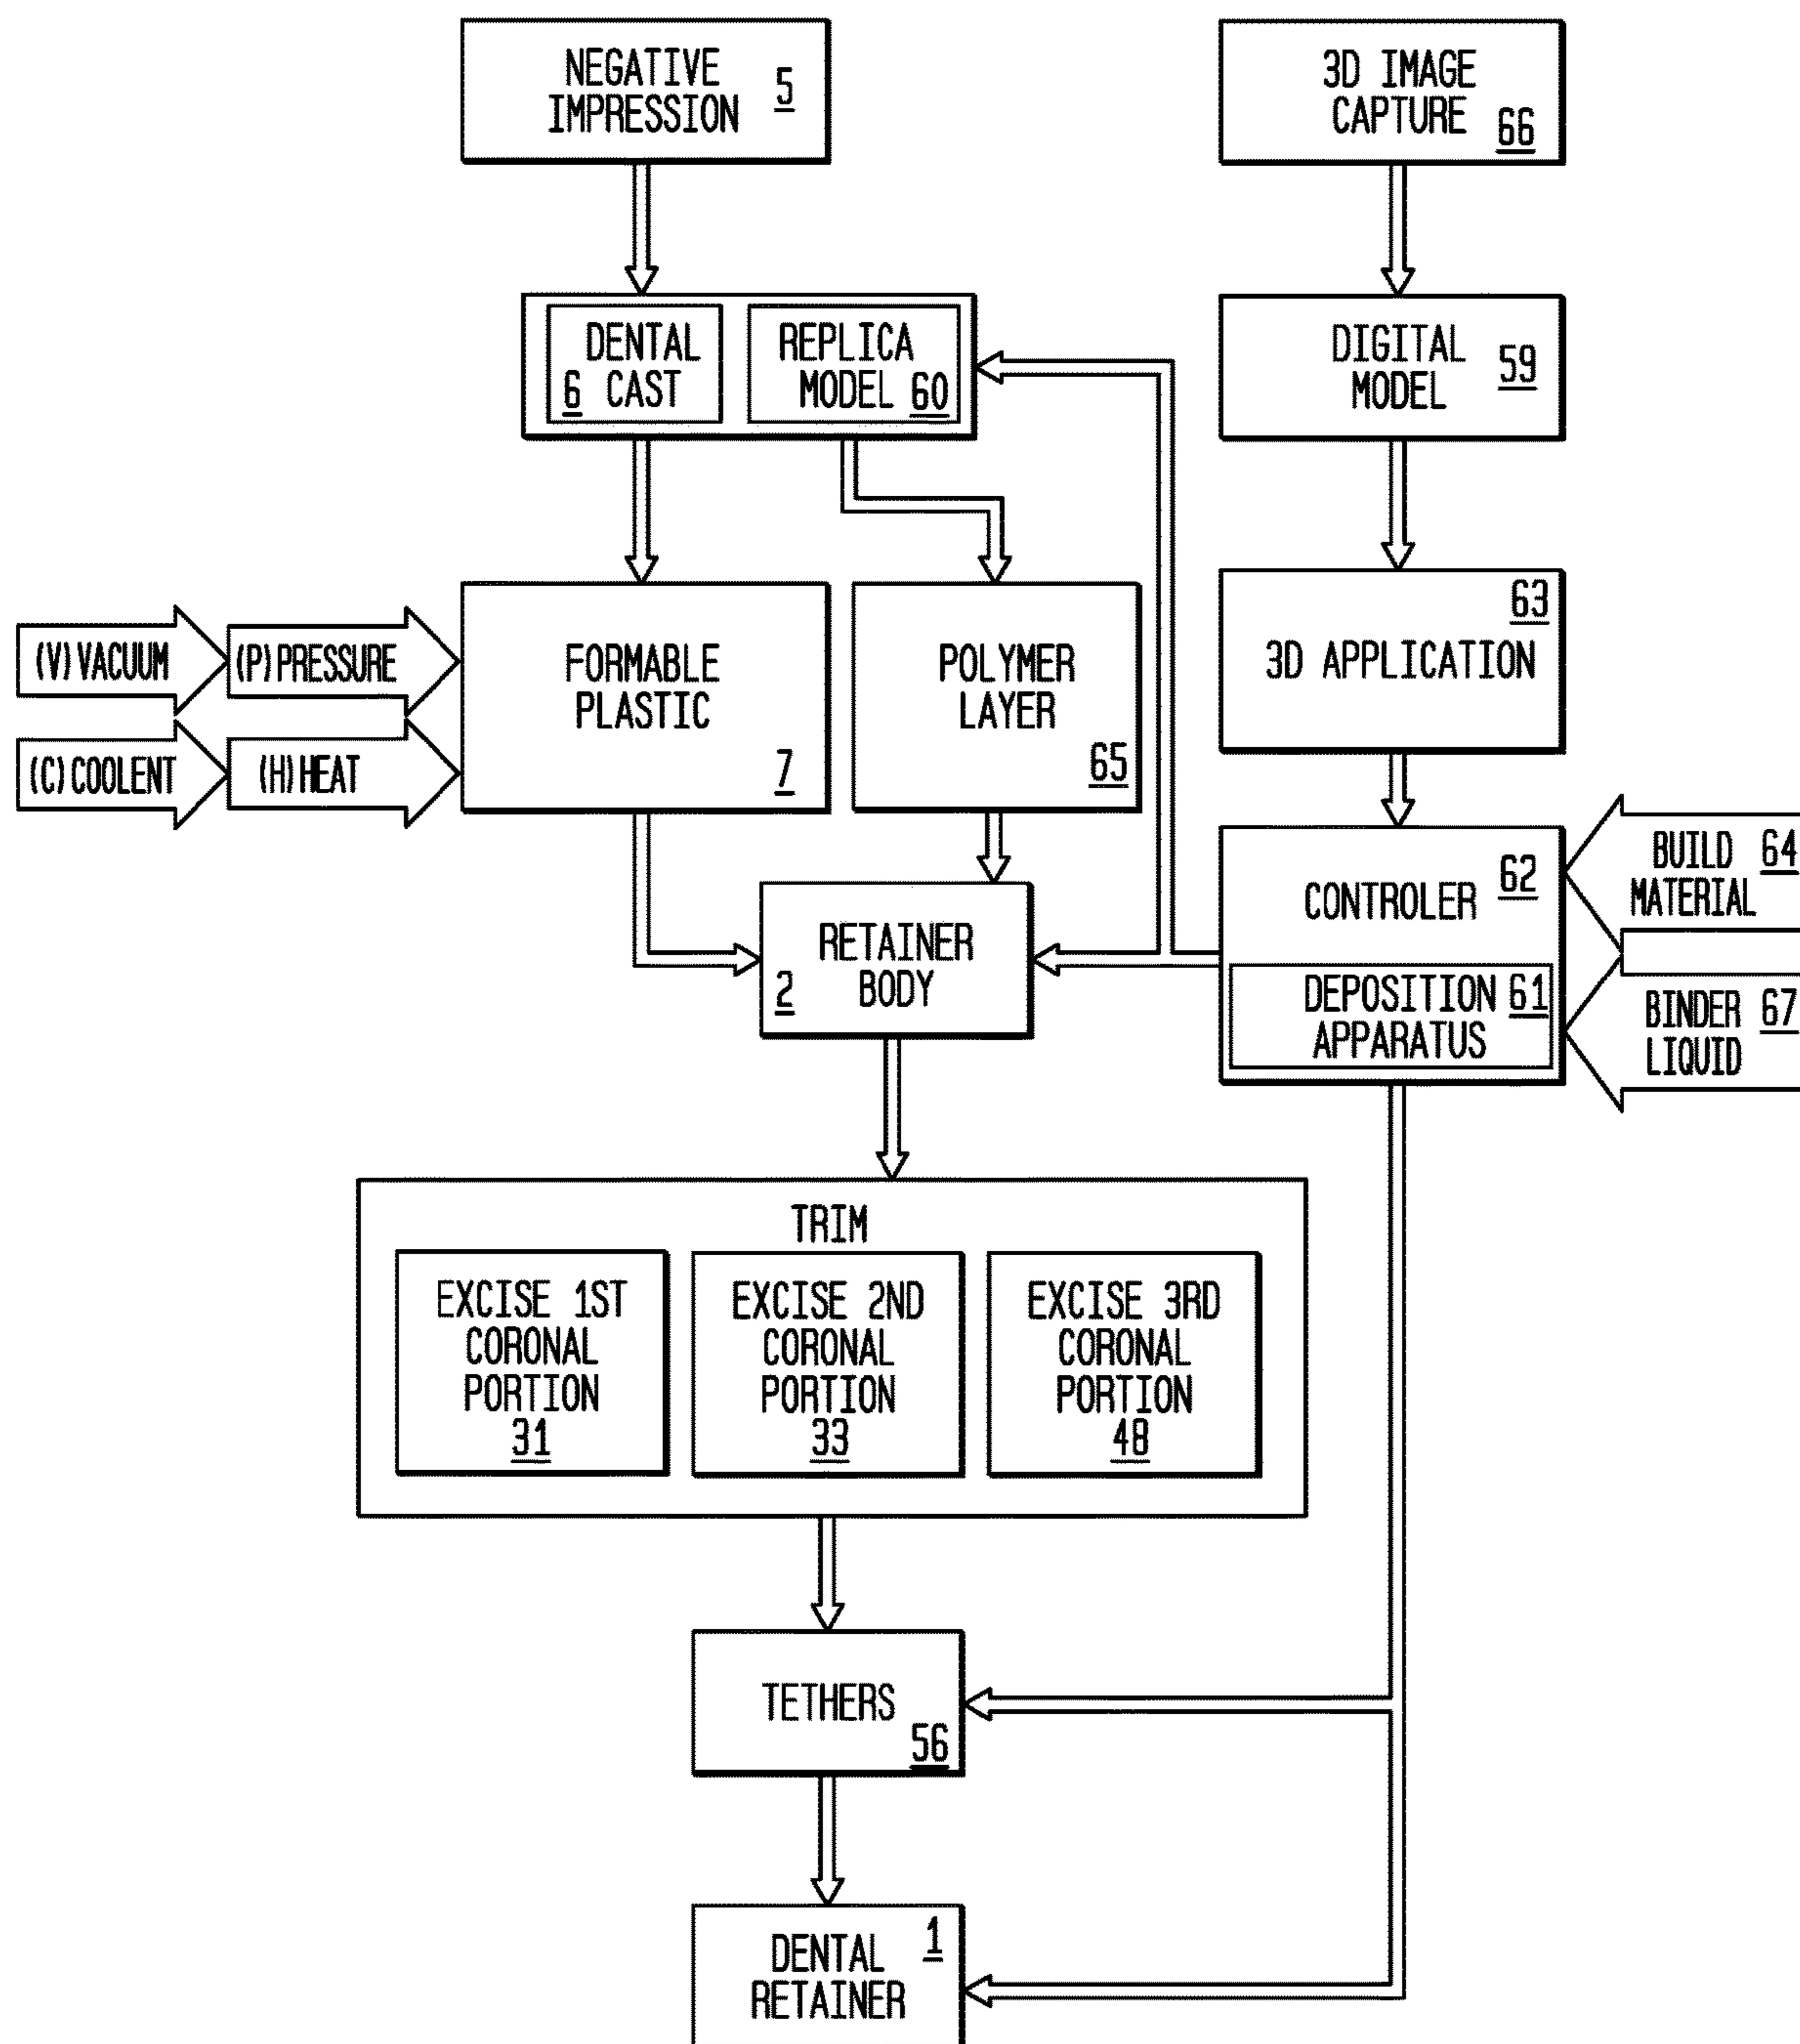 NEGATIVE
IMPRESSION 5
3D IMAGE
CAPTURE 66
DENTAL
6 CAST
REPLICA
MODEL 60
DIGITAL
MODEL 59
(V) VACUUM
(P) PRESSURE
(C) COOLENT
(H) HEAT
FORMABLE
PLASTIC
7
POLYMER
LAYER
65
63
3D APPLICATION
RETAINER
BODY
2
62
CONTROLER
DEPOSITION 61
APPARATUS
BUILD 64
MATERIAL
BINDER 67
LIQUID
TRIM
EXCISE 1ST
CORONAL
PORTION
31
EXCISE 2ND
CORONAL
PORTION
33
EXCISE 3RD
CORONAL
PORTION
48
TETHERS
56
DENTAL 1
RETAINER